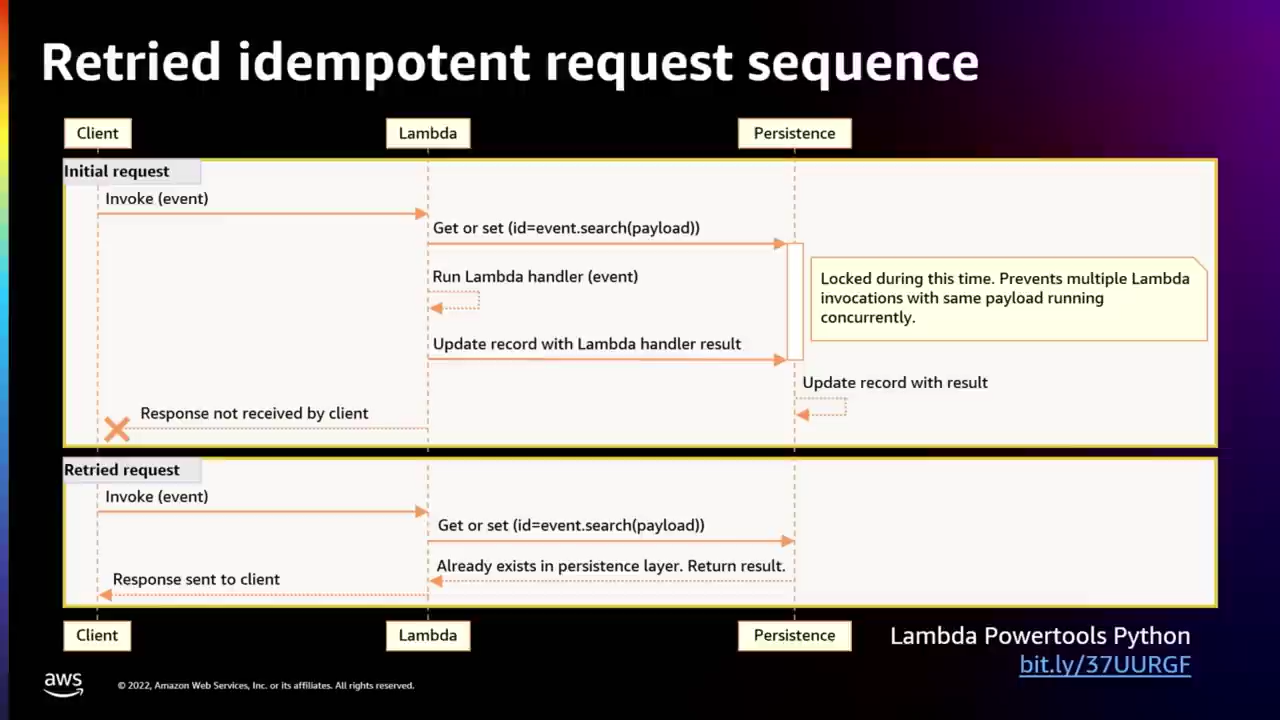 Retried idempotent request sequence
Client
Lambda
Persistence
Initial request
Invoke (event)
Get or set (id=event.search(payload))
Run Lambda handler (event)
Locked during this time. Prevents multiple Lambda
invocations with same payload running
concurrently.
Update record with Lambda handler result
Update record with result
Response not received by client
Retried request
Invoke (event)
Get or set (id=event.search(payload))
Already exists in persistence layer. Return result.
Response sent to client
Client
Lambda
Persistence
Lambda Powertools Python
bit.ly/37UURGF
aws
© 2022, Amazon Web Services, Inc. or its affiliates. All rights reserved.